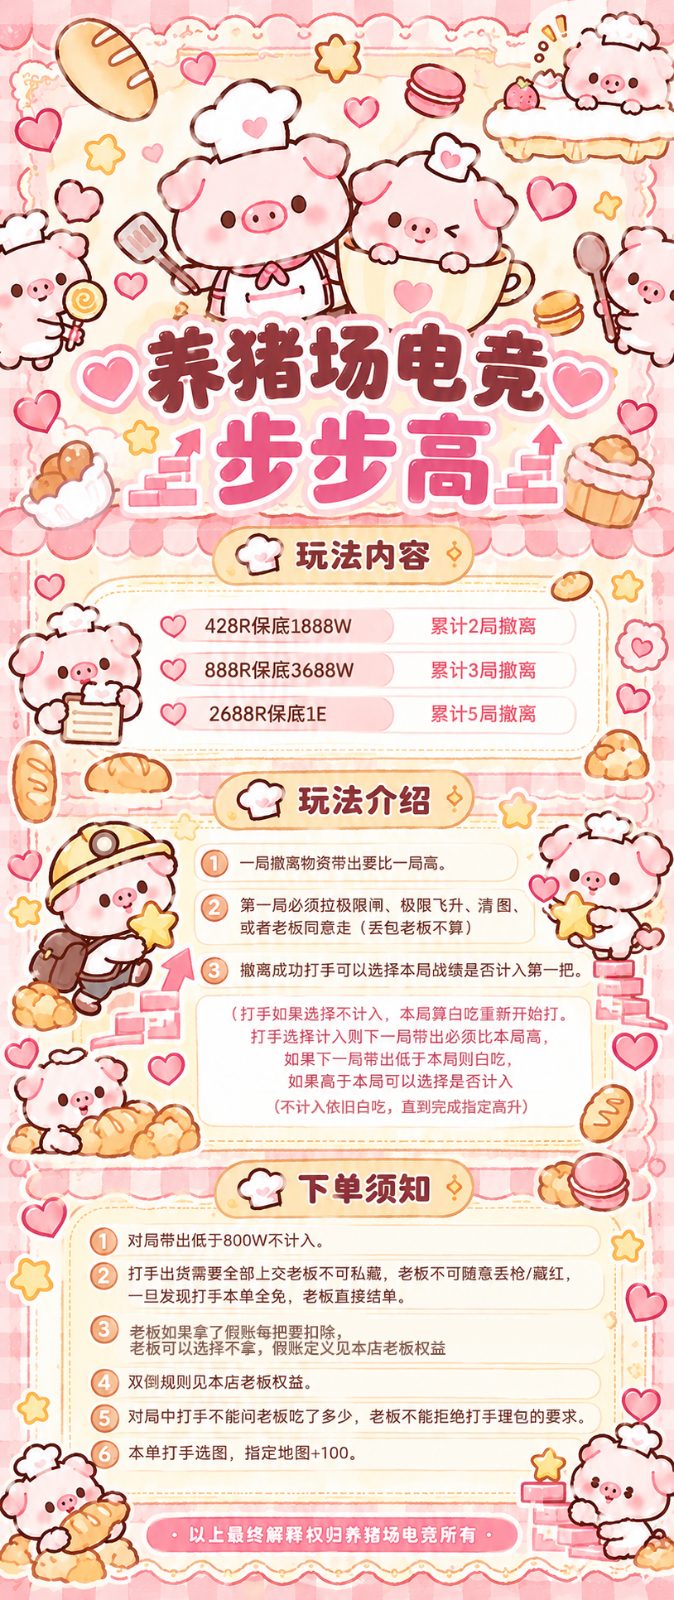 养猪场电竞
步步高
玩法内容
428R保底1888W 累计2局撤离
888R保底3688W 累计3局撤离
2688R保底1E 累计5局撤离
玩法介绍
1 一局撤离物资带出要比一局高。
2 第一局必须拉极限闸、极限飞升、清图、
或者老板同意走（丢包老板不算）
3 撤离成功打手可以选择本局战绩是否计入第一把。
（打手如果选择不计入，本局算白吃重新开始打。
打手选择计入则下一局带出必须比本局高，
如果下一局带出低于本局则白吃，
如果高于本局可以选择是否计入
（不计入依旧白吃，直到完成指定高升）
下单须知
1 对局带出低于800W不计入。
2 打手出货需要全部上交老板不可私藏，老板不可随意丢枪/藏红，
一旦发现打手本单全免，老板直接结单。
3 老板如果拿了假账每把要扣除，
老板可以选择不拿，假账定义见本店老板权益
4 双倒规则见本店老板权益。
5 对局中打手不能问老板吃了多少，老板不能拒绝打手理包的要求。
6 本单打手选图，指定地图+100。
· 以上最终解释权归养猪场电竞所有 ·